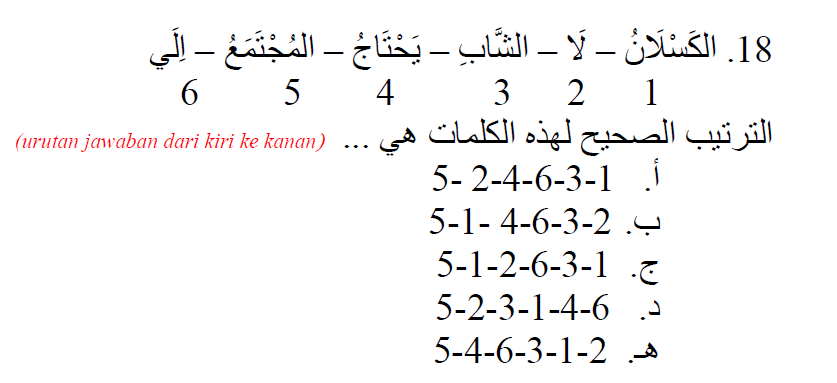 18. الكَسْلَانُ – لَا – الشَّابِ – يَحْتَاجُ – المُجْتَمَعُ – اِلَي
1 2 3 4 5 6
الترتيب الصحيح لهذه الكلمات هي ... (urutan jawaban dari kiri ke kanan)
أ. 5- 2-4-6-3-1
ب. 5-1- 4-6-3-2
ج. 5-1-2-6-3-1
د. 5-2-3-1-4-6
هـ. 5-4-6-3-1-2